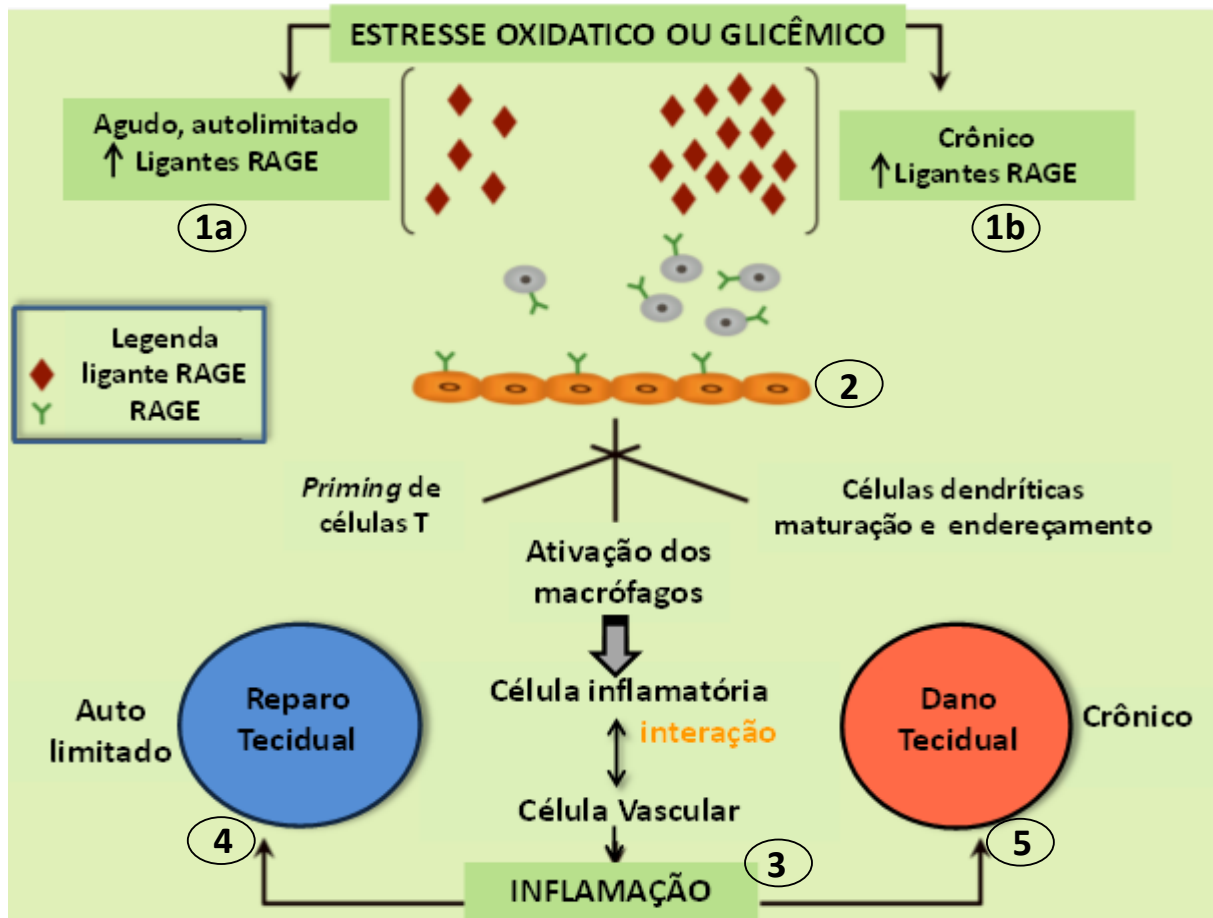 ESTRESSE OXIDATICO OU GLICÊMICO
Agudo, autolimitado
↑ Ligantes RAGE
1a
Crônico
↑Ligantes RAGE
1b
Legenda
ligante RAGE
RAGE
2
Priming de
células T
Células dendríticas
maturação e endereçamento
Ativação dos
macrófagos
Célula inflamatória
interação
Célula Vascular
Auto
limitado
Reparo
Tecidual
4
Dano
Tecidual
Crônico
5
3
INFLAMAÇÃO